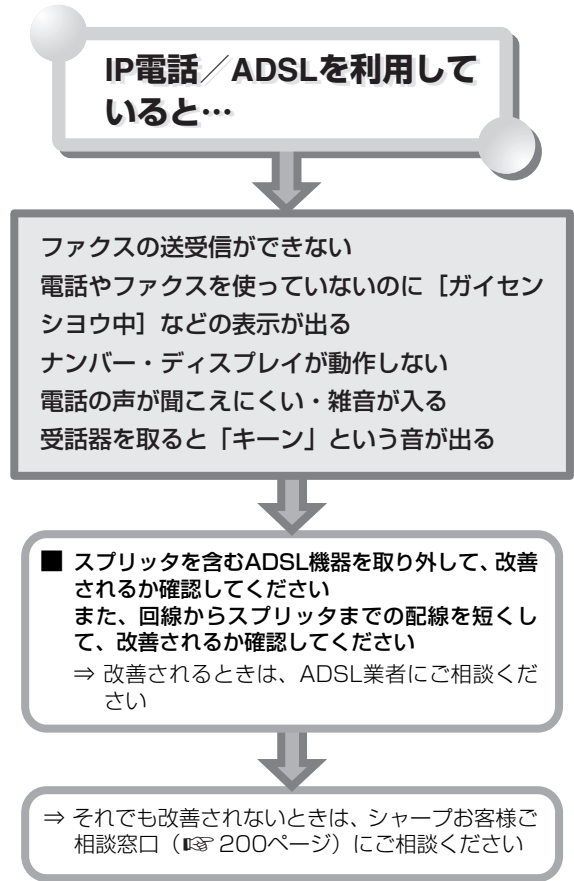 IP電話／ADSLを利用して
いると…
ファクスの送受信ができない
電話やファクスを使っていないのに［ガイセン
シヨウ中］などの表示が出る
ナンバー・ディスプレイが動作しない
電話の声が聞こえにくい・雑音が入る
受話器を取ると「キーン」という音が出る
■ スプリッタを含むADSL機器を取り外して、改善
されるか確認してください
また、回線からスプリッタまでの配線を短くし
て、改善されるか確認してください
⇒ 改善されるときは、ADSL業者にご相談くだ
さい
⇒ それでも改善されないときは、シャープお客様ご
相談窓口（☞ 200ページ）にご相談ください